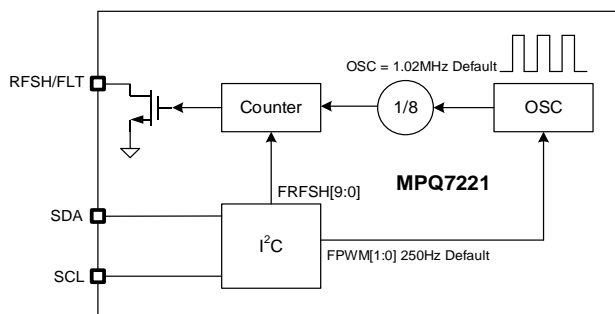 OSC = 1.02MHz Default
RFSH/FLT
Counter
1/8
OSC
FRFSH[9:0]
MPQ7221
SDA
I²C
FPWM[1:0] 250Hz Default
SCL